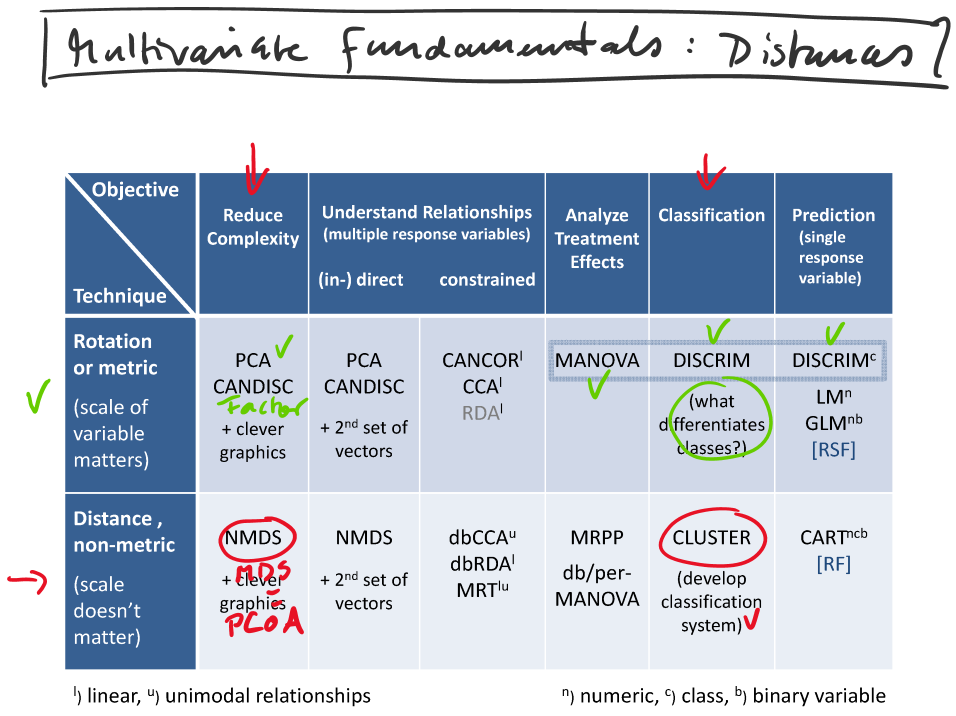 Multivariate Fundamentals: Distances
Objective
Technique
Reduce
Complexity
Understand Relationships
(multiple response variables)
(in-) direct
constrained
Analyze
Treatment
Effects
Classification
Prediction
(single
response
variable)
Rotation
or metric
(scale of
variable
matters)
PCA
CANDISC
Factor
+ clever
graphics
PCA
CANDISC
+ 2nd set of
vectors
CANCORl
CCAl
RDAl
MANOVA
DISCRIM
(what
differentiates
classes?)
DISCRIMc
LMn
GLMnb
[RSF]
Distance ,
non-metric
(scale
doesn't
matter)
NMDS
MDS
+ clever
graphics
PCoA
NMDS
+ 2nd set of
vectors
dbCCAu
dbRDAl
MRTlu
MRPP
db/per-
MANOVA
CLUSTER
(develop
classification
system)
CARTncb
[RF]
l) linear, u) unimodal relationships
n) numeric, c) class, b) binary variable